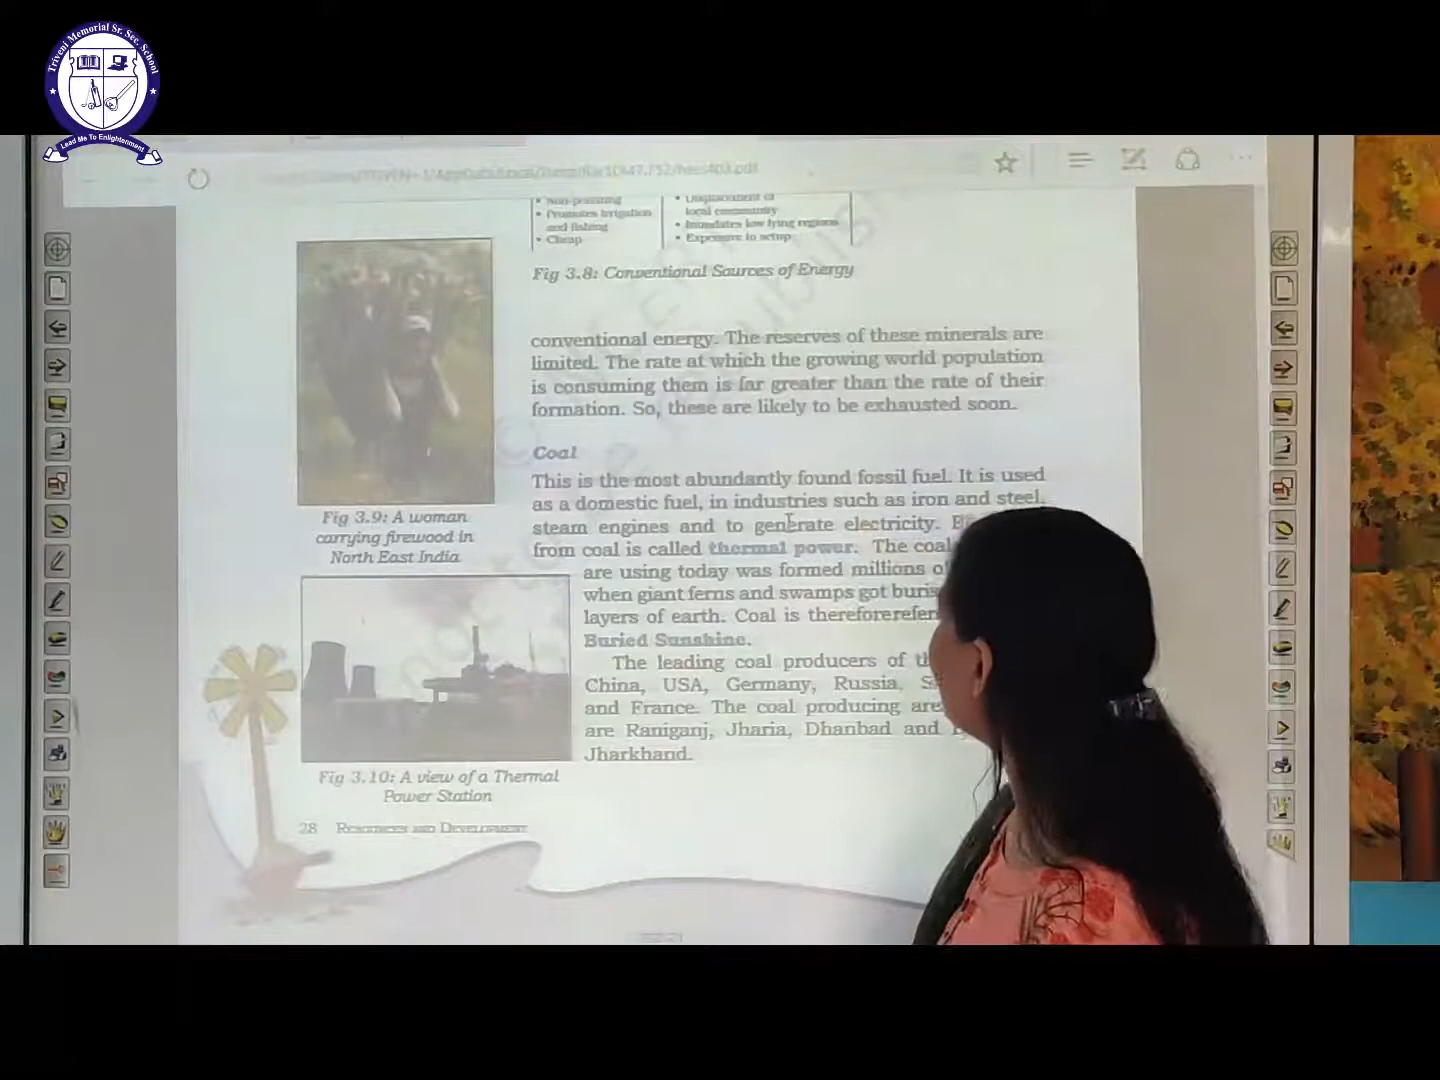 Triveni Memorial Sr. Sec. School
Lead Me To Enlightenment
• Non-polluting
• Promotes irrigation
and fishing
• Cheap
• Displacement of
local community
• Inundates low lying regions
• Expensive to setup
Fig 3.8: Conventional Sources of Energy
conventional energy. The reserves of these minerals are
limited. The rate at which the growing world population
is consuming them is far greater than the rate of their
formation. So, these are likely to be exhausted soon.
Coal
This is the most abundantly found fossil fuel. It is used
as a domestic fuel, in industries such as iron and steel,
steam engines and to generate electricity.
from coal is called thermal power. The coal
are using today was formed millions
when giant ferns and swamps got
layers of earth. Coal is therefore
Buried Sunshine.
The leading coal producers of
China, USA, Germany, Russia,
and France. The coal producing
are Raniganj, Jharia, Dhanbad and
Jharkhand.
Fig 3.9: A woman
carrying firewood in
North East India
Fig 3.10: A view of a Thermal
Power Station
28 RESOURCES AND DEVELOPMENT